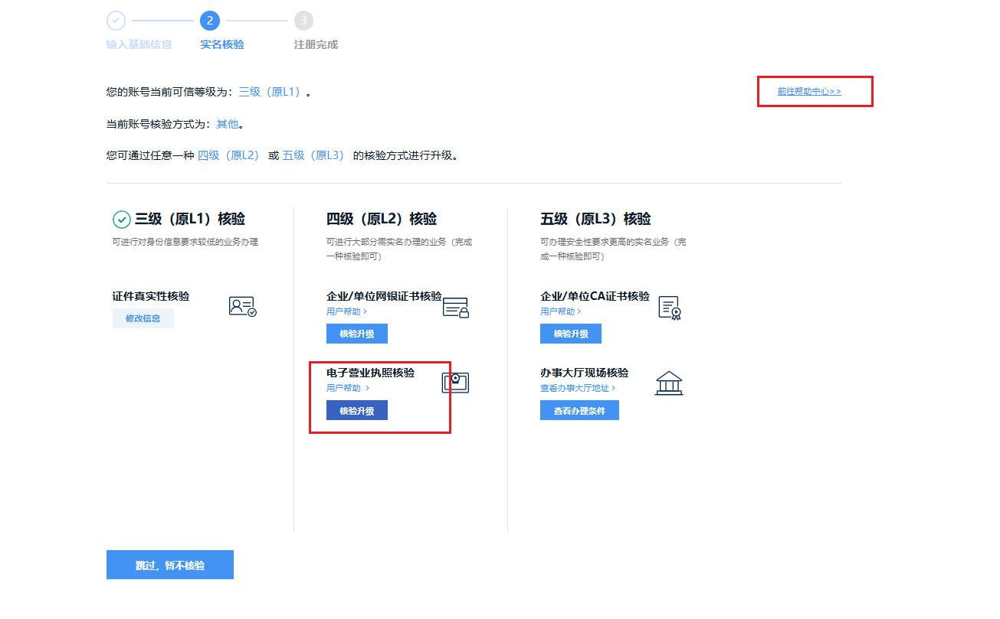 2
3
输入基础信息
实名核验
注册完成
您的账号当前可信等级为：三级（原L1）。
前往帮助中心>>
当前账号核验方式为：其他。
您可通过任意一种 四级（原L2） 或 五级（原L3） 的核验方式进行升级。
三级（原L1）核验
可进行对身份信息要求较低的业务办理
证件真实性核验
修改信息
四级（原L2）核验
可进行大部分需实名办理的业务（完成
一种核验即可）
企业/单位网银证书核验
用户帮助 >
核验升级
电子营业执照核验
用户帮助 >
核验升级
五级（原L3）核验
可办理安全性要求更高的实名业务（完
成一种核验即可）
企业/单位CA证书核验
用户帮助 >
核验升级
办事大厅现场核验
查看办事大厅地址 >
查看办理条件
跳过，暂不核验